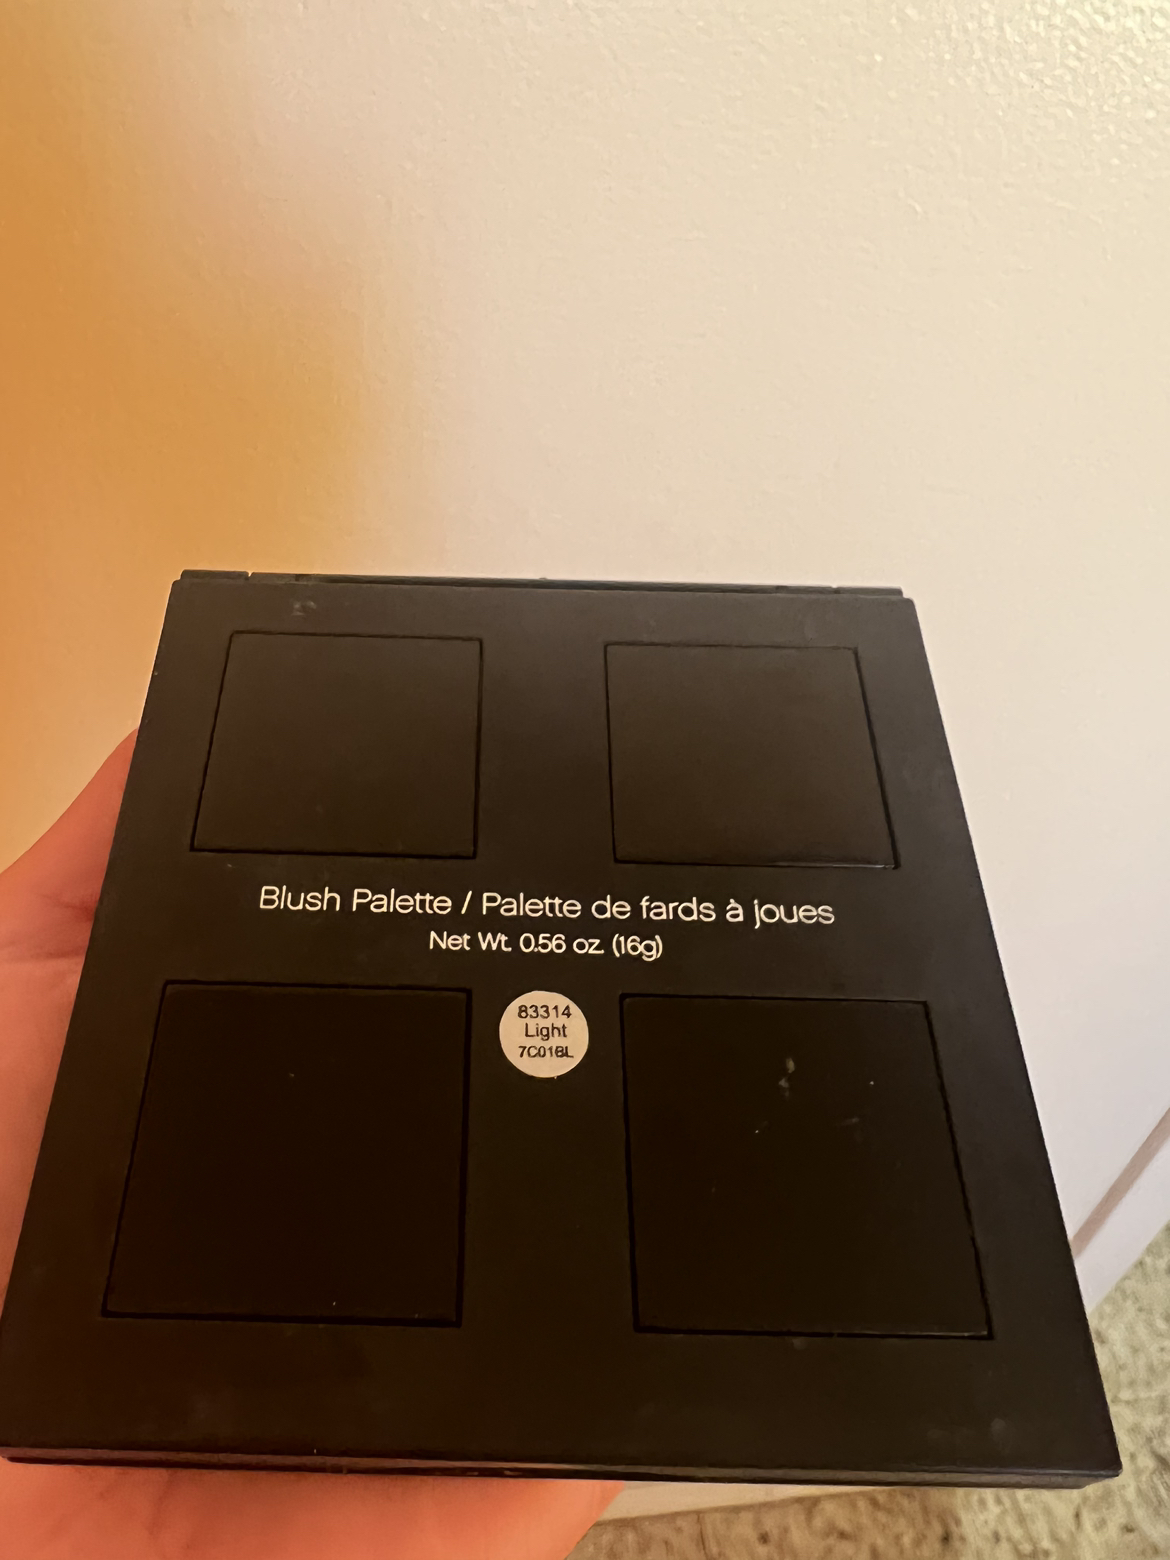 Blush Palette / Palette de fards à joues
Net Wt. 0.56 oz. (16g)
83314
Light
7C01BL